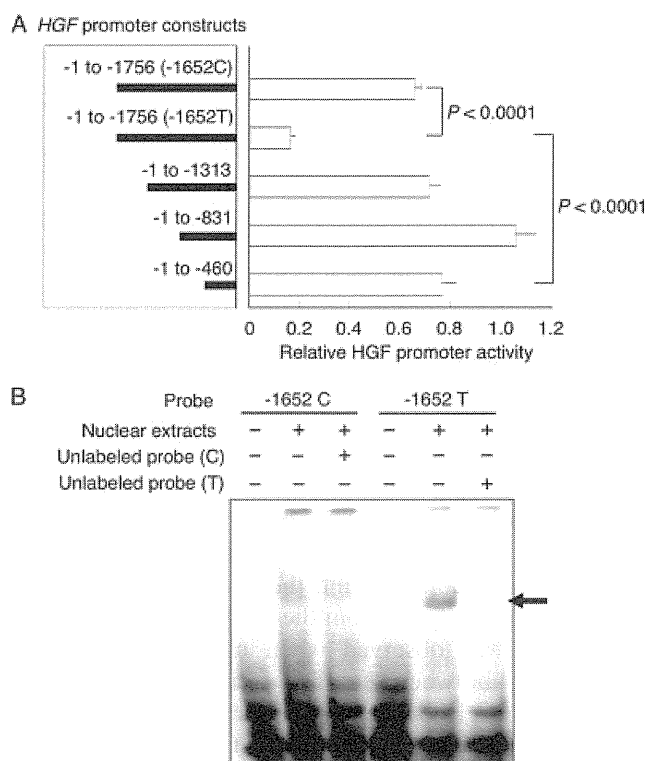 A HGF promoter constructs
-1 to -1756 (-1652C)
-1 to -1756 (-1652T)
-1 to -1313
-1 to -831
-1 to -460
P < 0.0001
P < 0.0001
0 0.2 0.4 0.6 0.8 1.0 1.2
Relative HGF promoter activity
B
Probe -1652 C -1652 T
Nuclear extracts – + + – + +
Unlabeled probe (C) – – + – – –
Unlabeled probe (T) – – – – – +